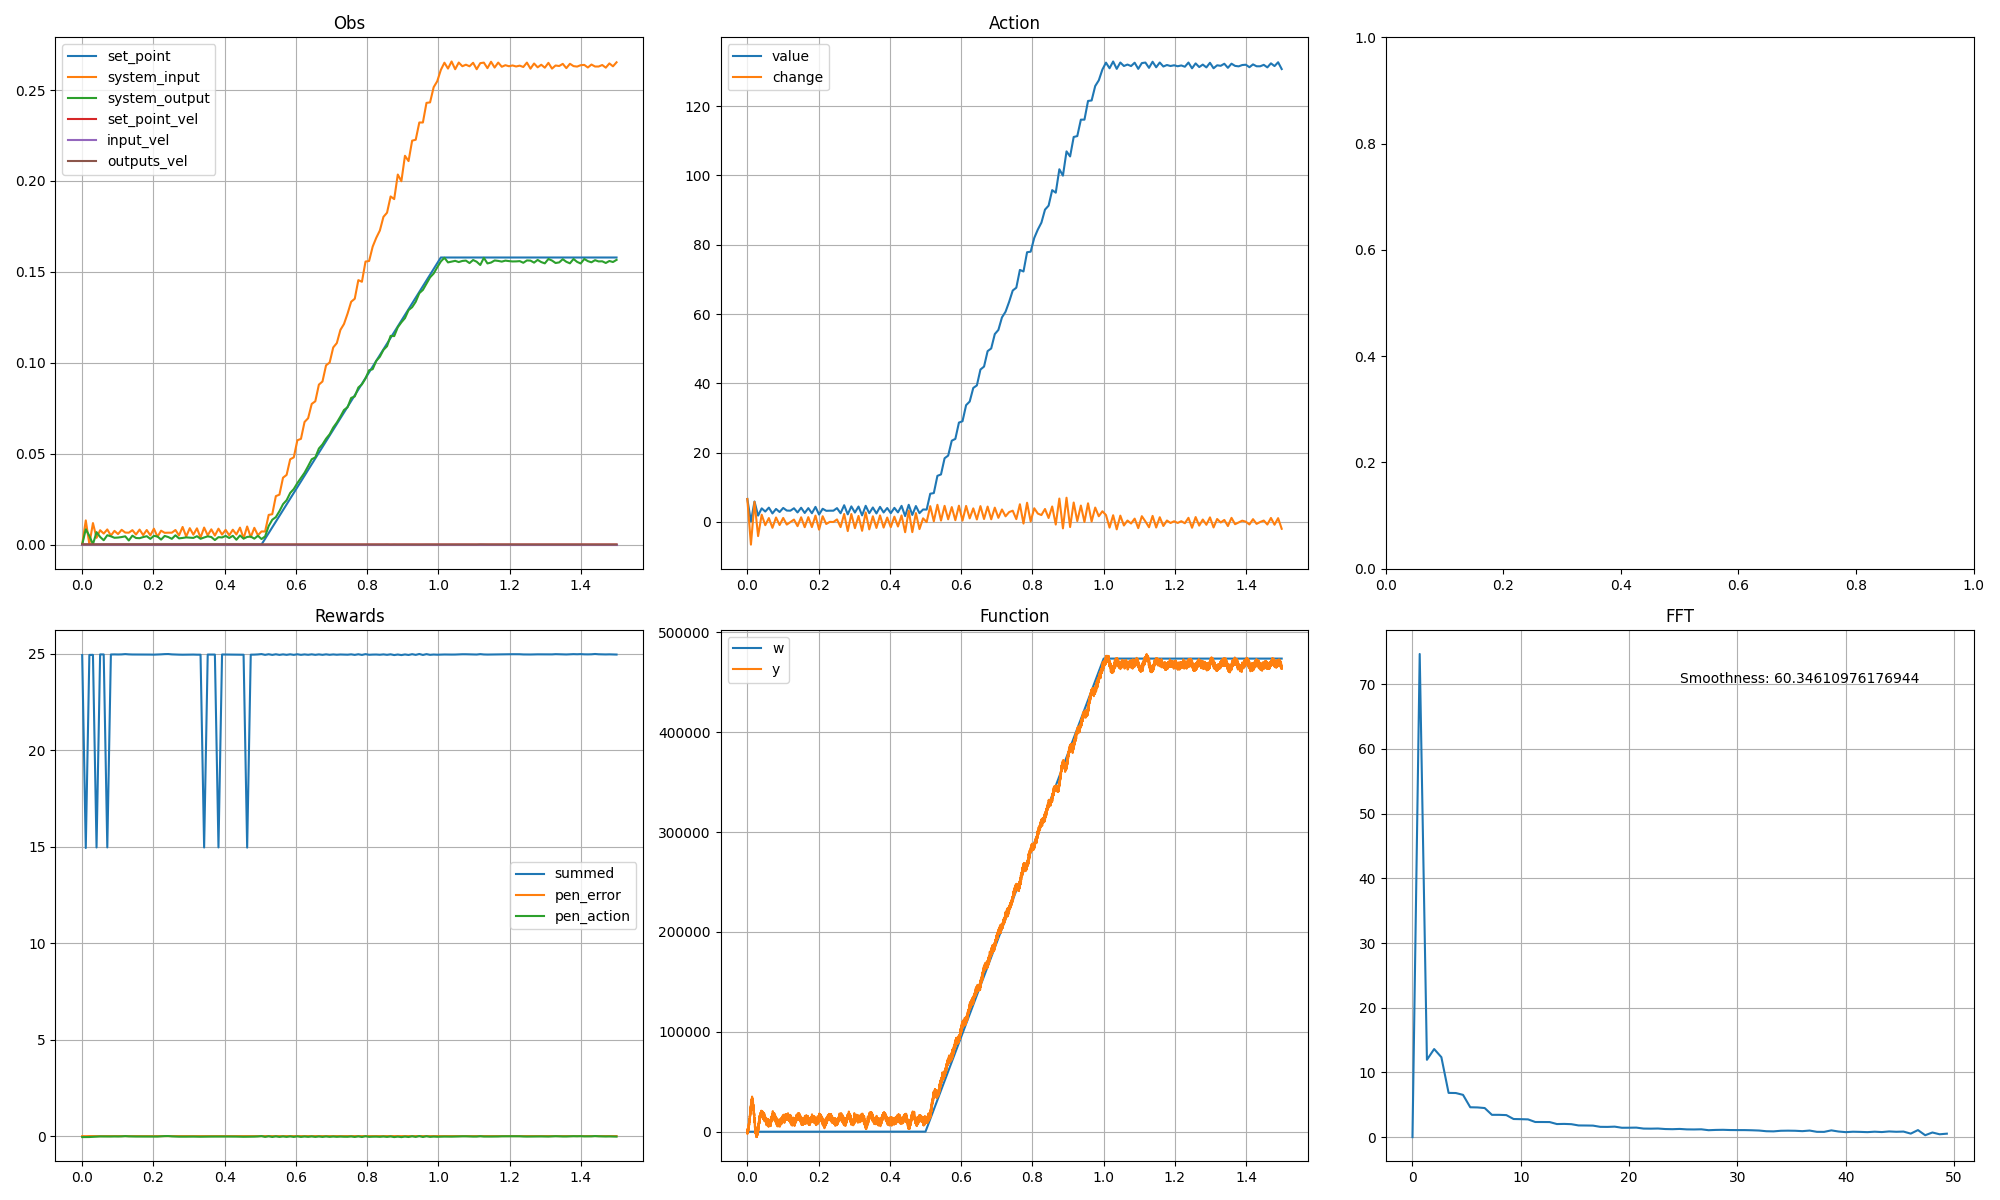 Obs
set_point
system_input
system_output
set_point_vel
input_vel
outputs_vel
0.25
0.20
0.15
0.10
0.05
0.00
0.0 0.2 0.4 0.6 0.8 1.0 1.2 1.4
Action
value
change
120
100
80
60
40
20
0
0.0 0.2 0.4 0.6 0.8 1.0 1.2 1.4
1.0
0.8
0.6
0.4
0.2
0.0
0.0 0.2 0.4 0.6 0.8 1.0
Rewards
25
20
15
10
5
0
summed
pen_error
pen_action
0.0 0.2 0.4 0.6 0.8 1.0 1.2 1.4
Function
w
y
500000
400000
300000
200000
100000
0
0.0 0.2 0.4 0.6 0.8 1.0 1.2 1.4
FFT
Smoothness: 60.34610976176944
70
60
50
40
30
20
10
0
0 10 20 30 40 50